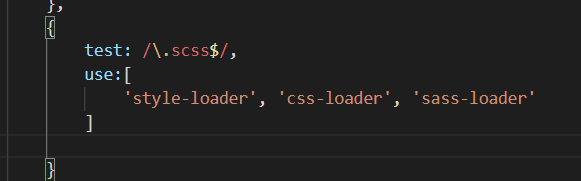 },
{
test: /\.scss$/,
use:[
'style-loader', 'css-loader', 'sass-loader'
]
}